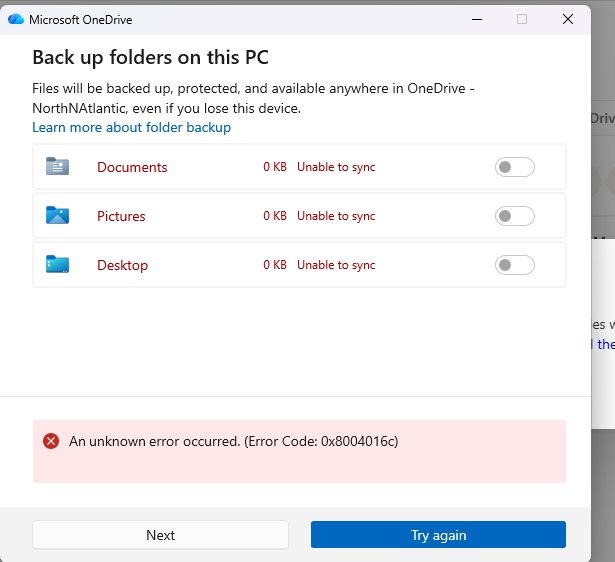 Microsoft OneDrive
Back up folders on this PC
Files will be backed up, protected, and available anywhere in OneDrive -
NorthNAtlantic, even if you lose this device.
Learn more about folder backup
Documents 0 KB Unable to sync
Pictures 0 KB Unable to sync
Desktop 0 KB Unable to sync
An unknown error occurred. (Error Code: 0x8004016c)
Next Try again